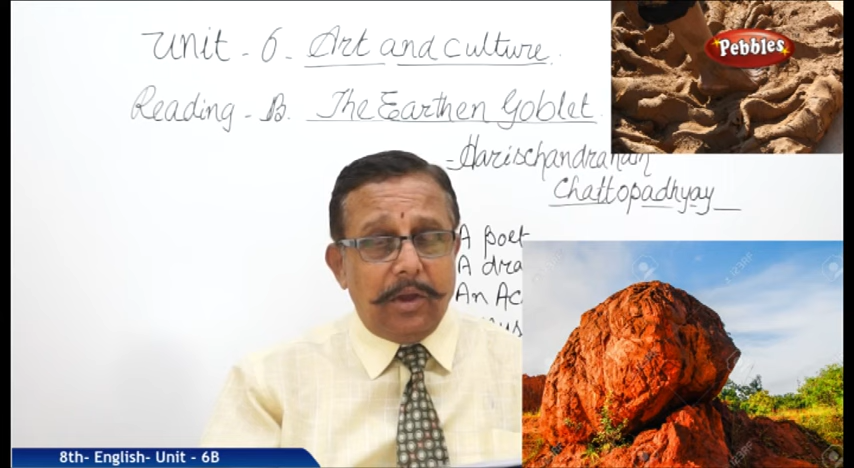 Unit - 6 - Art and culture.
Pebbles
Reading - B. The Earthen Goblet
- Harischandranath
Chattopadhyay
A poet
A dra
An Ac
8th- English- Unit - 6B